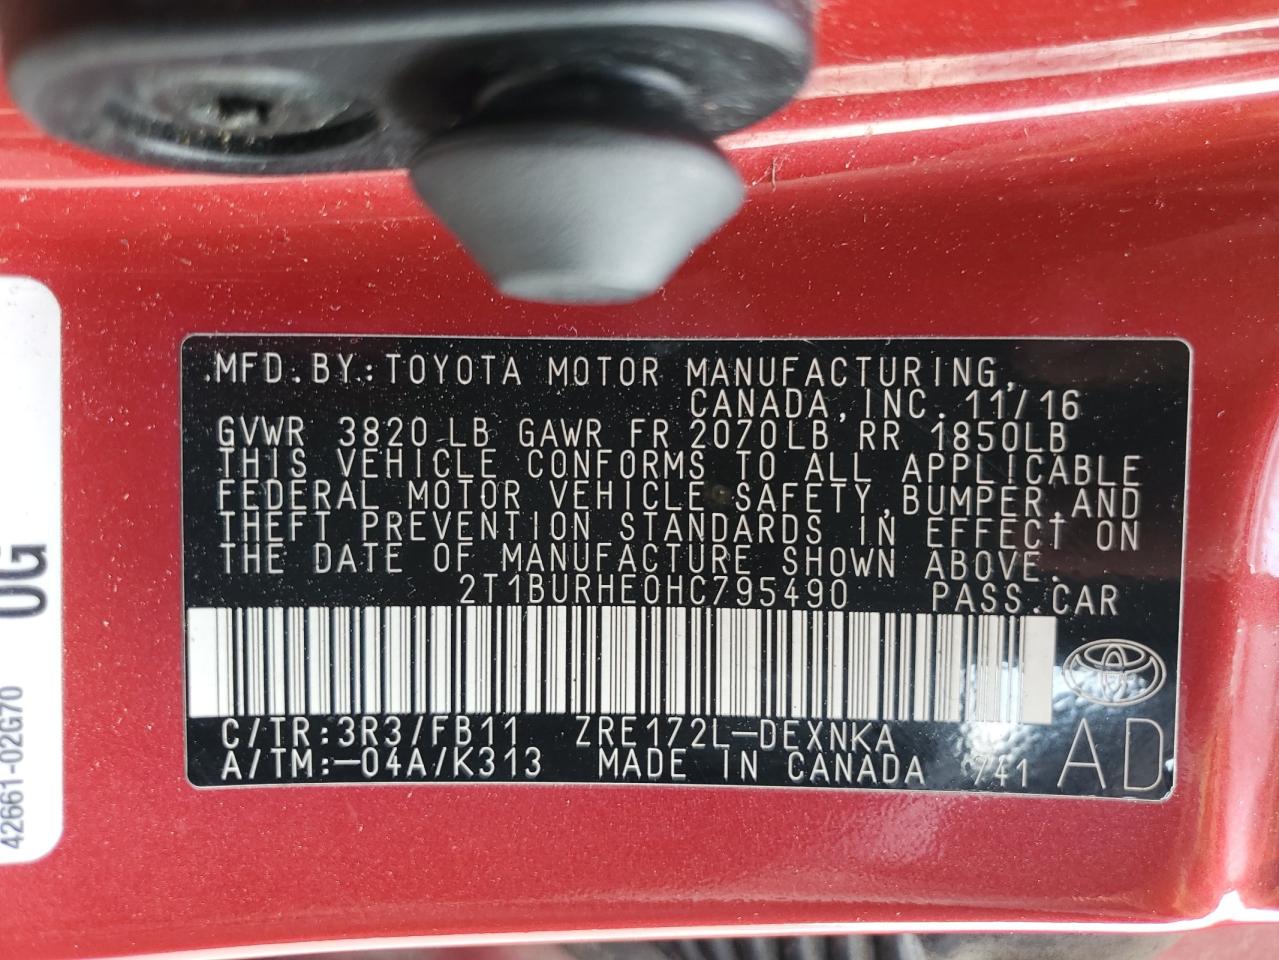 .MFD.BY:TOYOTA MOTOR MANUFACTURING,
CANADA,INC. 11/16
GVWR 3820 LB GAWR FR 2070LB RR 1850LB
THIS VEHICLE CONFORMS TO ALL APPLICABLE
FEDERAL MOTOR VEHICLE SAFETY,BUMPER,AND
THEFT PREVENTION STANDARDS IN EFFECT ON
THE DATE OF MANUFACTURE SHOWN ABOVE.
2T1BURHE0HC795490 PASS.CAR
C/TR:3R3/FB11 ZRE172L-DEXNKA
A/TM:-04A/K313 MADE IN CANADA 741
AD
0G
42661-02G70